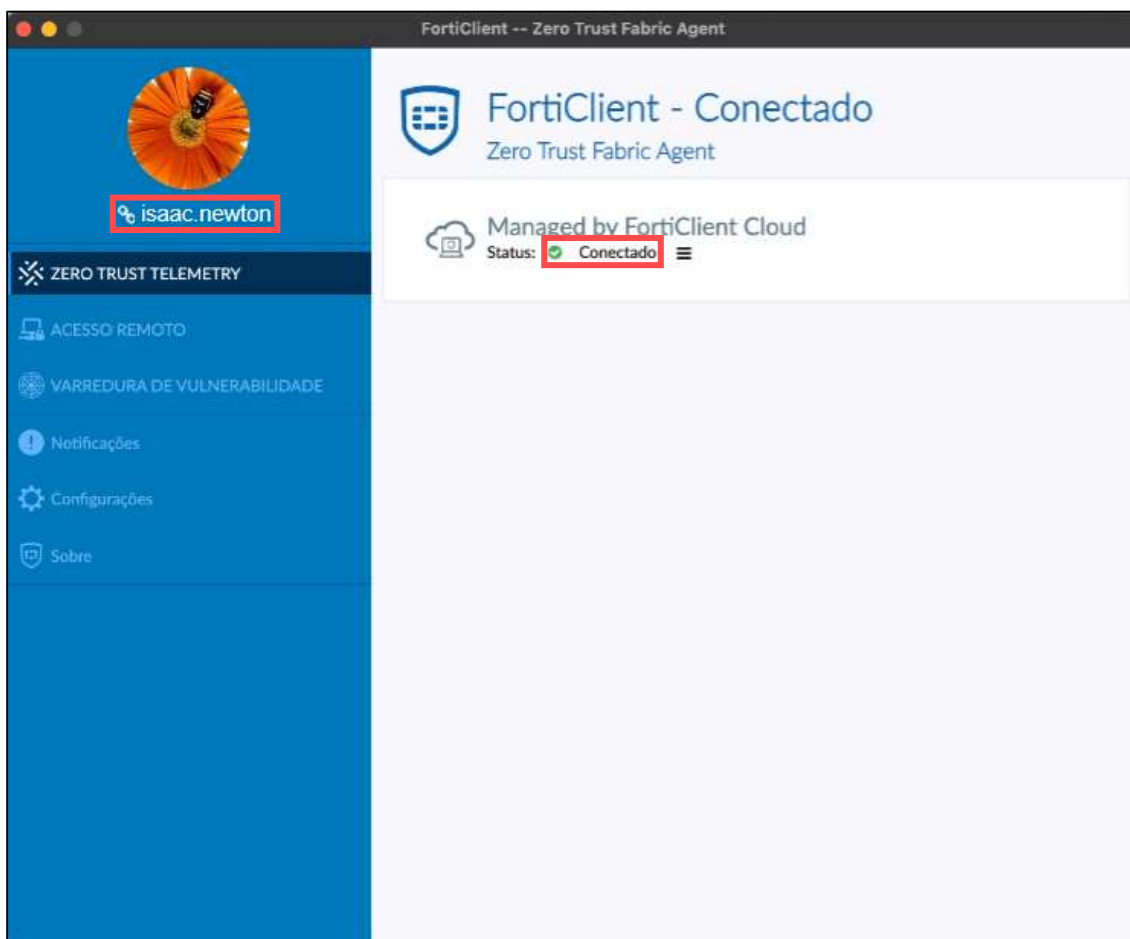 FortiClient -- Zero Trust Fabric Agent
isaac.newton
ZERO TRUST TELEMETRY
ACESSO REMOTO
VARREDURA DE VULNERABILIDADE
Notificações
Configurações
Sobre
FortiClient - Conectado
Zero Trust Fabric Agent
Managed by FortiClient Cloud
Status: Conectado